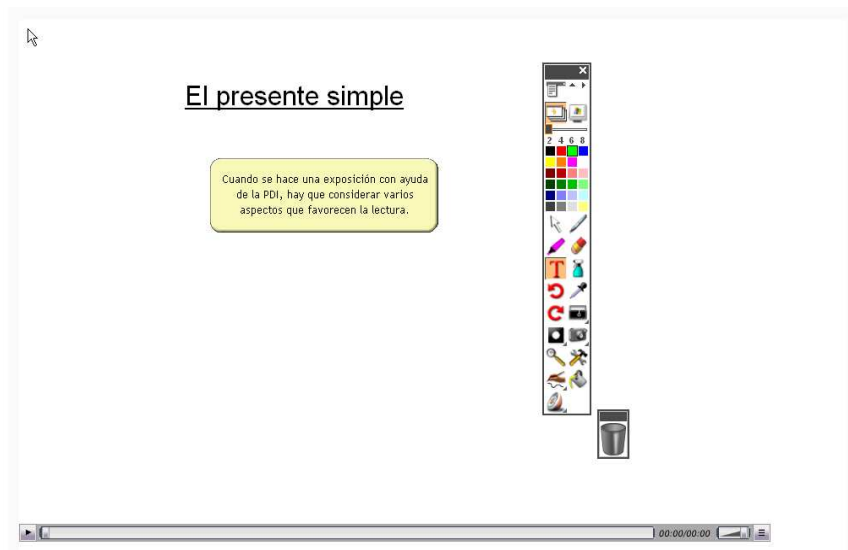 El presente simple
2 4 6 8
Cuando se hace una exposición con ayuda
de la PDI, hay que considerar varios
aspectos que favorecen la lectura.
T
00:00/00:00